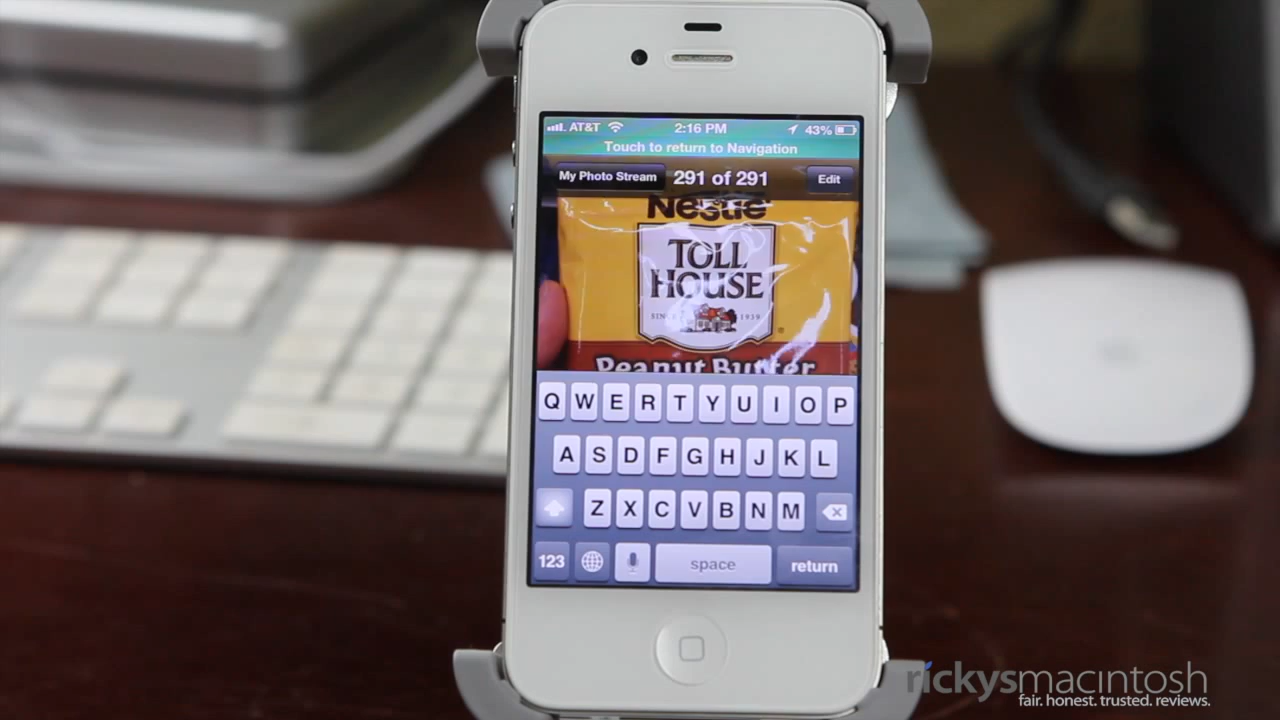 AT&T 2:16 PM 43%
Touch to return to Navigation
My Photo Stream 291 of 291 Edit
Nestlé
TOLL
HOUSE
SINCE 1939
Peanut Butter
Q W E R T Y U I O P
A S D F G H J K L
Z X C V B N M
123 space return
rickysmacintosh
fair. honest. trusted. reviews.